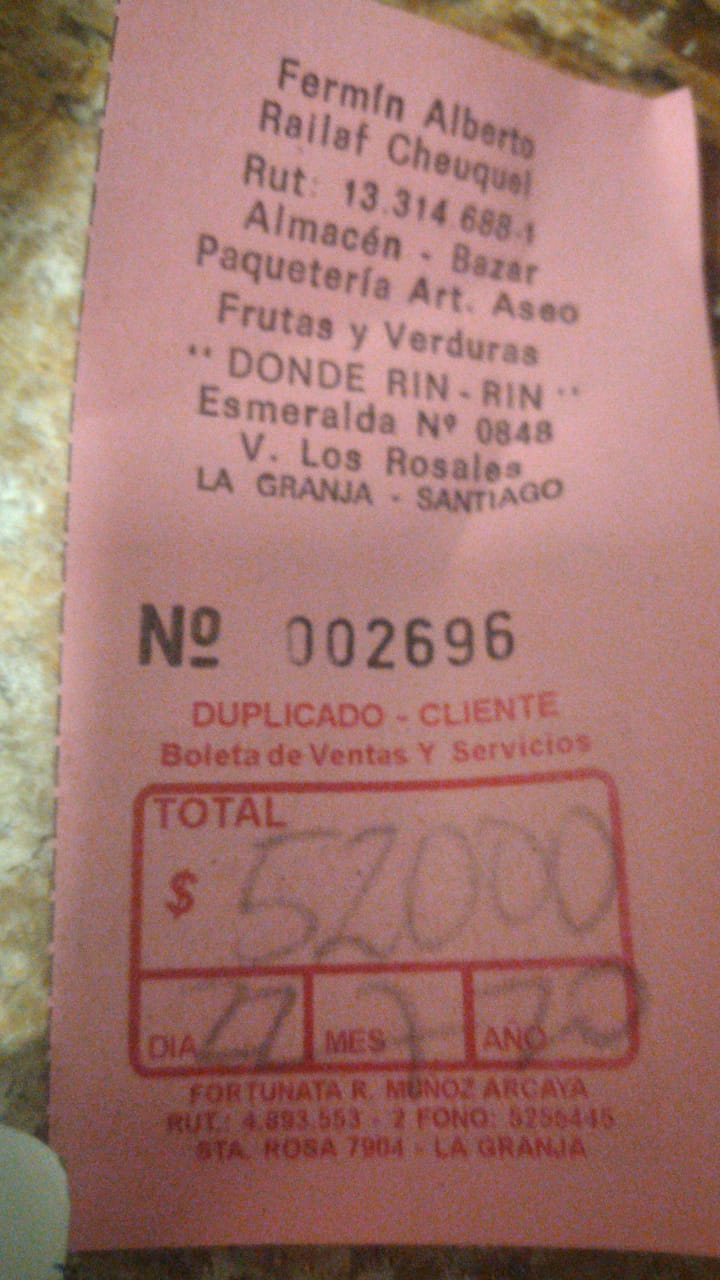 Fermín Alberto
Railaf Cheuquel
Rut: 13.314.688-1
Almacén - Bazar
Paquetería Art. Aseo
Frutas y Verduras
" DONDE RIN - RIN "
Esmeralda Nº 0848
V. Los Rosales
LA GRANJA - SANTIAGO
Nº 002696
DUPLICADO - CLIENTE
Boleta de Ventas Y Servicios
TOTAL
$ 52000
DIA MES 7 AÑO
FORTUNATA R. MUÑOZ ARCAYA
RUT.: 4.893.553 - 2 FONO: 5256445
STA. ROSA 7904 - LA GRANJA